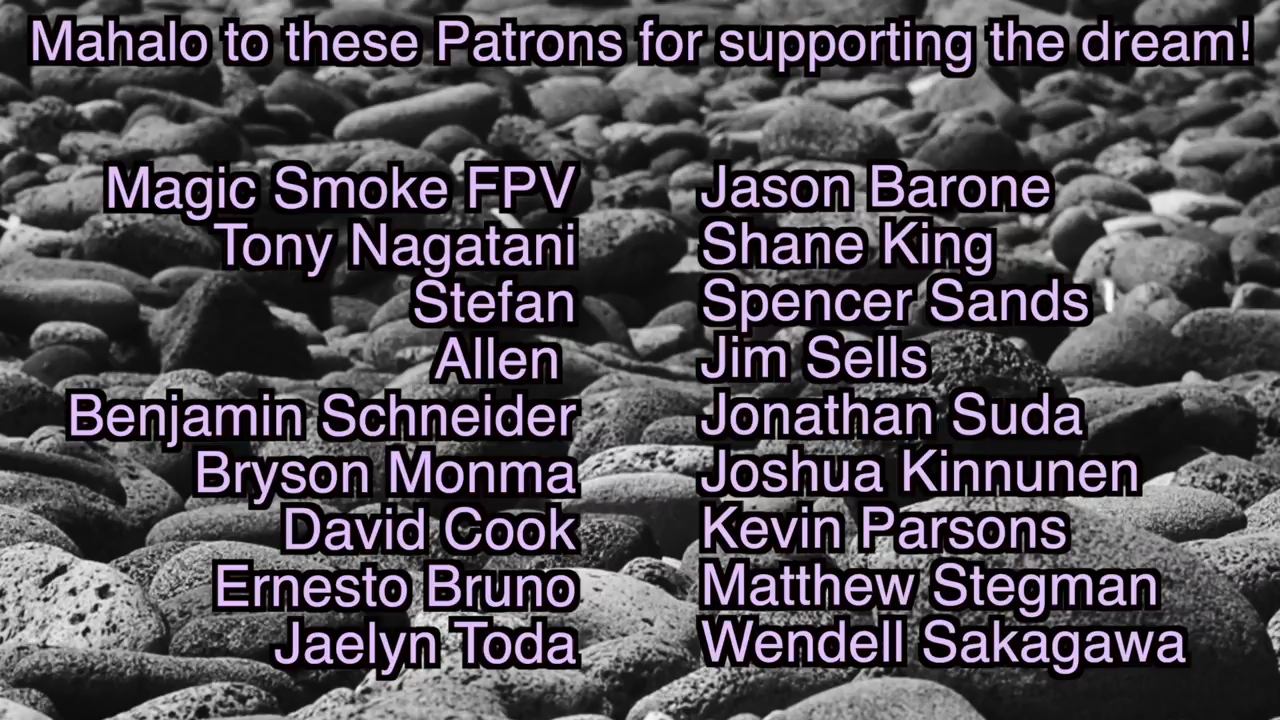 Mahalo to these Patrons for supporting the dream!
Magic Smoke FPV
Tony Nagatani
Stefan
Allen
Benjamin Schneider
Bryson Monma
David Cook
Ernesto Bruno
Jaelyn Toda
Jason Barone
Shane King
Spencer Sands
Jim Sells
Jonathan Suda
Joshua Kinnunen
Kevin Parsons
Matthew Stegman
Wendell Sakagawa